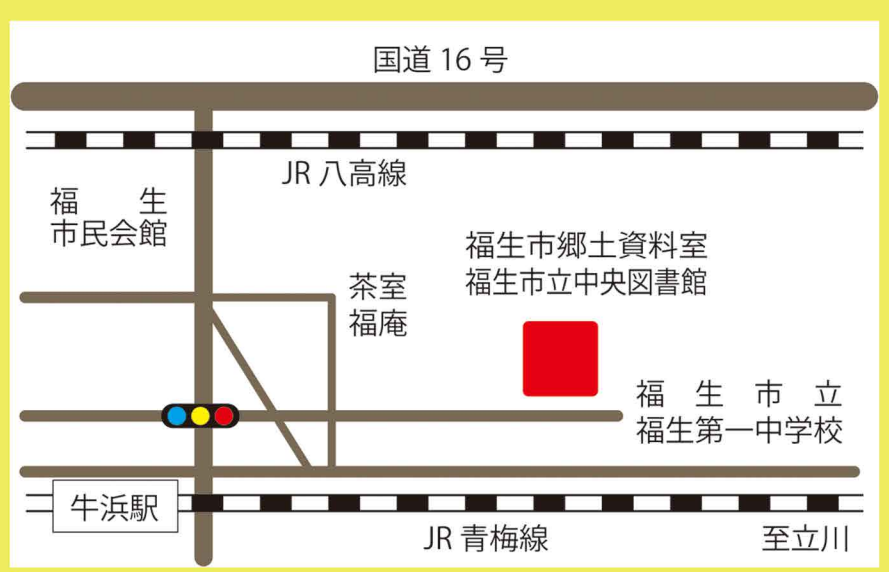 国道 16 号
JR 八高線
福　　生
市民会館
福生市郷土資料室
福生市立中央図書館
茶室
福庵
福　生　市　立
福生第一中学校
牛浜駅
JR 青梅線
至立川